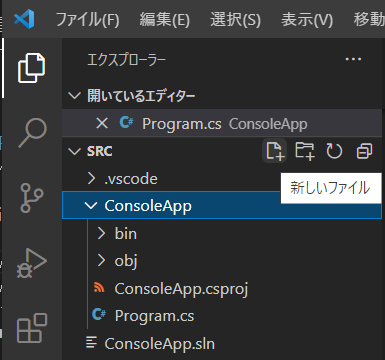 ファイル(F) 編集(E) 選択(S) 表示(V) 移動
エクスプローラー
開いているエディター
Program.cs ConsoleApp
SRC
新しいファイル
.vscode
ConsoleApp
bin
obj
ConsoleApp.csproj
Program.cs
ConsoleApp.sln